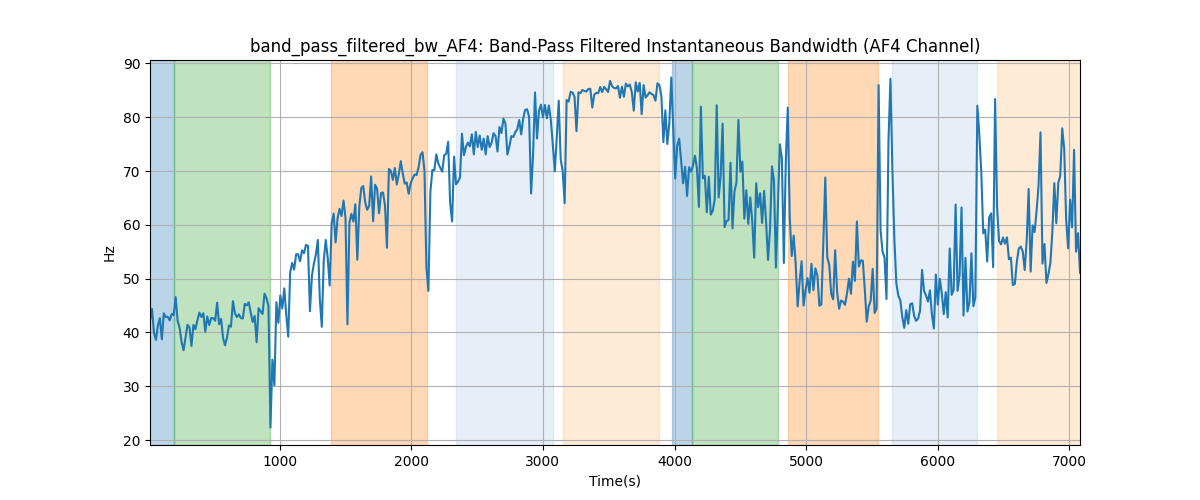 band_pass_filtered_bw_AF4: Band-Pass Filtered Instantaneous Bandwidth (AF4 Channel)
90
80
70
60
50
40
30
20
Hz
1000 2000 3000 4000 5000 6000 7000
Time(s)